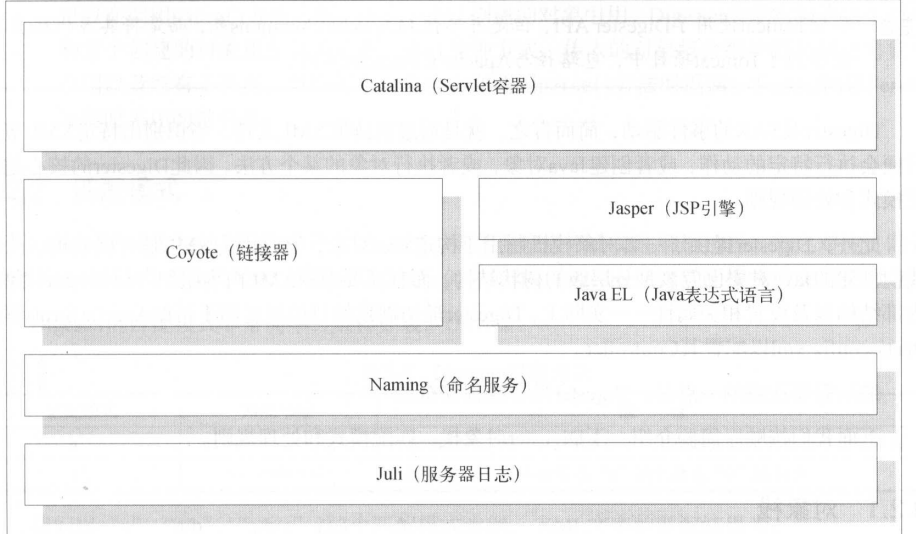 Catalina（Servlet容器）
Coyote（链接器）
Jasper（JSP引擎）
Java EL（Java表达式语言）
Naming（命名服务）
Juli（服务器日志）